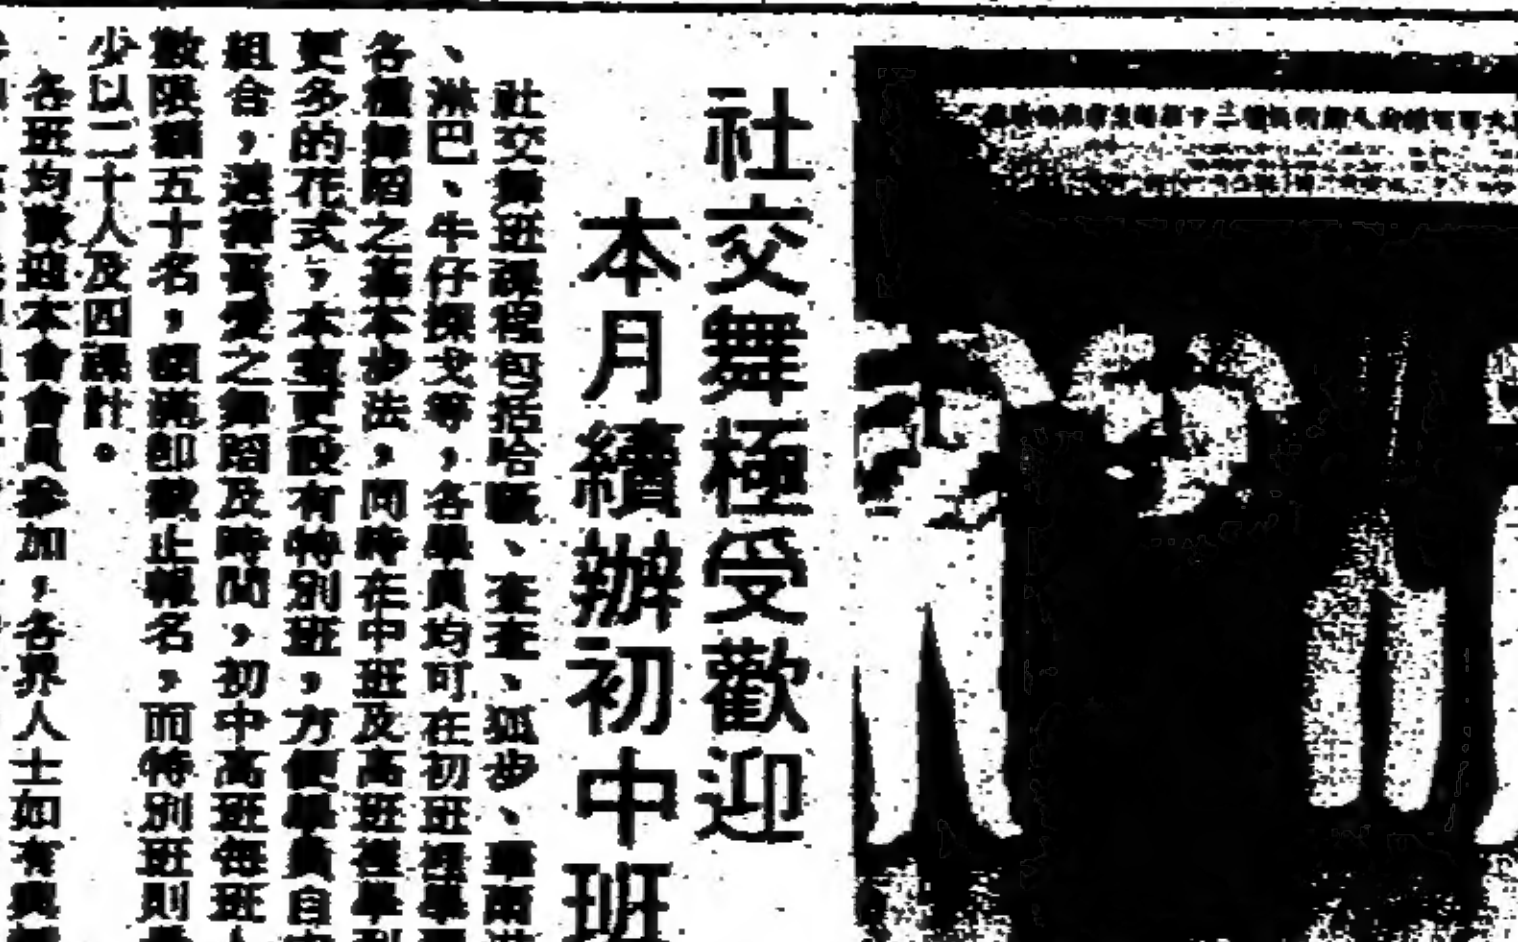 社交舞極受歡迎
本月續辦初中班
社交舞班課程包括哈騷、查查、狐步、華爾
、淋巴、牛仔探戈等,各學員均可在初班裡學
各種舞蹈之基本步法,同時在中班及高班裡學到
更多的花式,本會更設有特別班,方便學員自
組合,選擇喜愛之舞蹈及時間,初中高班每班
數限額五十名,額滿即截止報名,而特別班則
少以二十人及四課計。
各班均歡迎本會會員參加,各界人士如有興